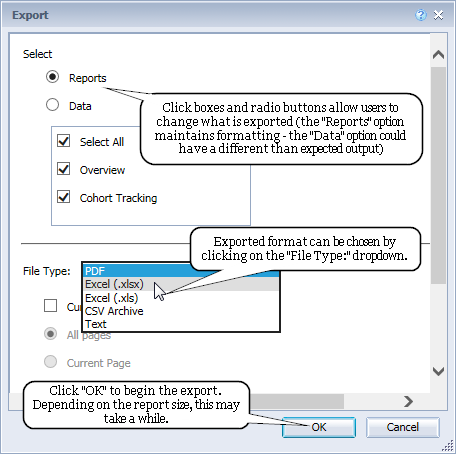 Export
Select
Reports
Data
Click boxes and radio buttons allow users to
change what is exported (the "Reports" option
maintains formatting - the "Data" option could
have a different than expected output)
Select All
Overview
Cohort Tracking
Exported format can be chosen by
clicking on the "File Type:" dropdown.
File Type:
PDF
Excel (.xlsx)
Excel (.xls)
CSV Archive
Text
All pages
Current Page
Click "OK" to begin the export.
Depending on the report size, this may
take a while.
OK
Cancel